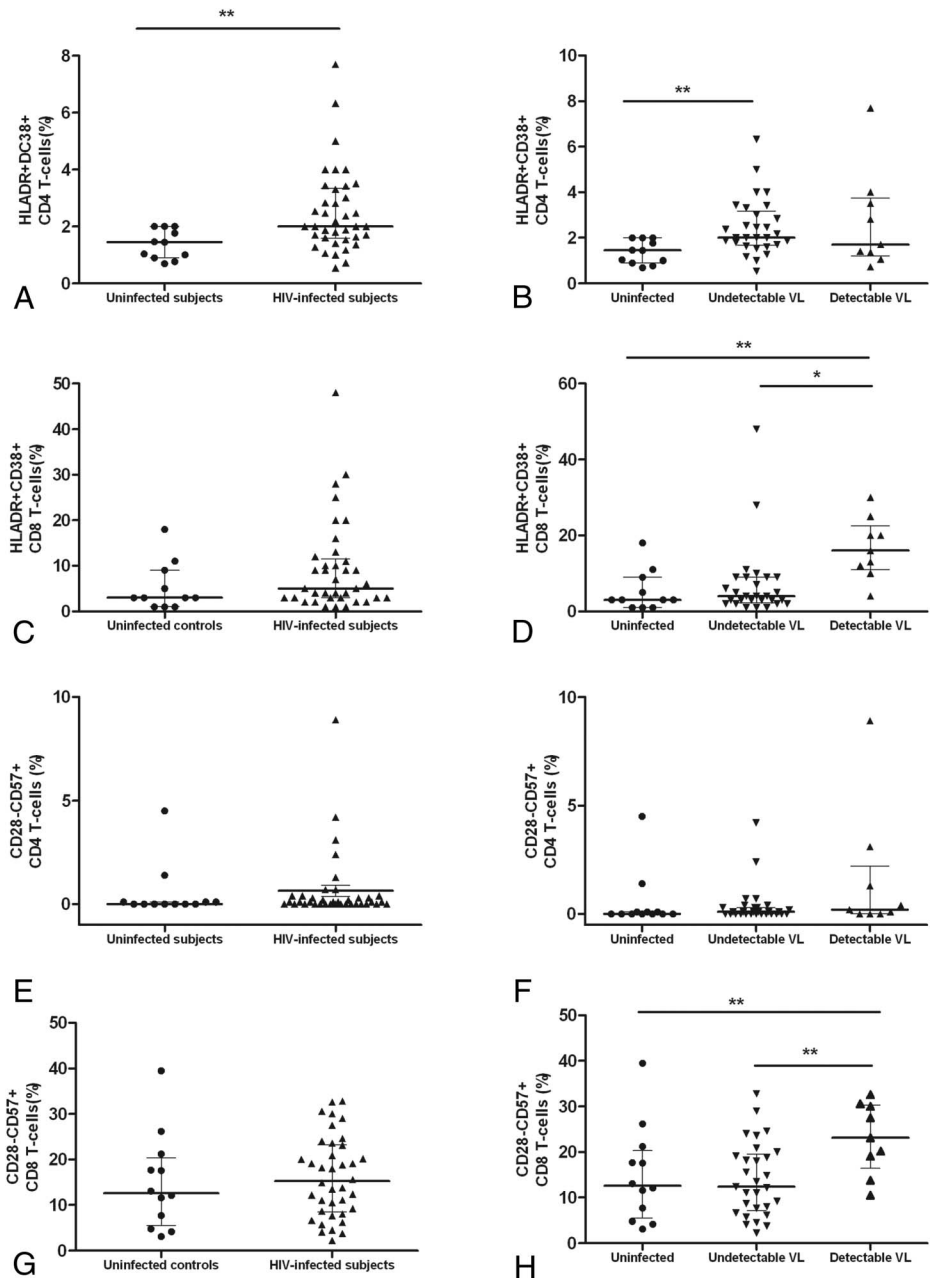 **
8
6
4
2
0
HLADR+DC38+
CD4 T-cells(%)
Uninfected subjects
HIV-infected subjects
A
**
10
8
6
4
2
0
HLADR+CD38+
CD4 T-cells(%)
Uninfected
Undetectable VL
Detectable VL
B
50
40
30
20
10
0
HLADR+CD38+
CD8 T-cells(%)
Uninfected controls
HIV-infected subjects
C
**
*
60
40
20
0
HLADR+CD38+
CD8 T-cells(%)
Uninfected
Undetectable VL
Detectable VL
D
10
5
0
CD28-CD57+
CD4 T-cells (%)
Uninfected subjects
HIV-infected subjects
E
10
5
0
CD28-CD57+
CD4 T-cells (%)
Uninfected
Undetectable VL
Detectable VL
F
50
40
30
20
10
0
CD28-CD57+
CD8 T-cells(%)
Uninfected controls
HIV-infected subjects
G
**
**
50
40
30
20
10
0
CD28-CD57+
CD8 T-cells (%)
Uninfected
Undetectable VL
Detectable VL
H